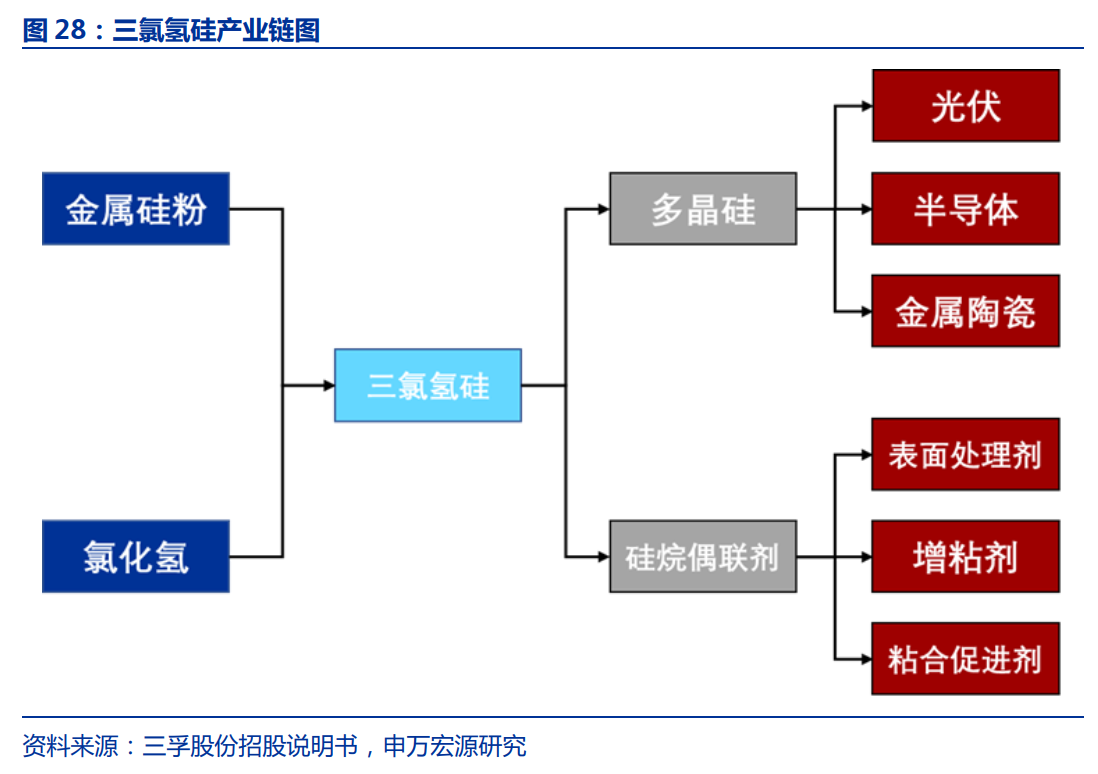 图 28：三氯氢硅产业链图
金属硅粉
氯化氢
三氯氢硅
多晶硅
硅烷偶联剂
光伏
半导体
金属陶瓷
表面处理剂
增粘剂
粘合促进剂
资料来源：三孚股份招股说明书，申万宏源研究